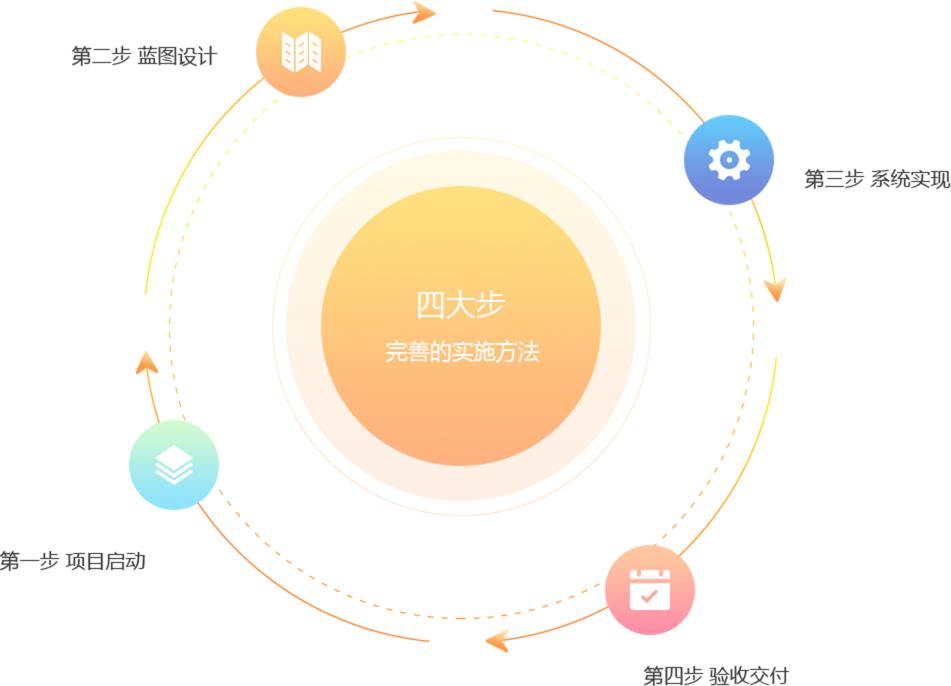 第二步 蓝图设计
第三步 系统实现
四大步
完善的实施方法
第一步 项目启动
第四步 验收交付